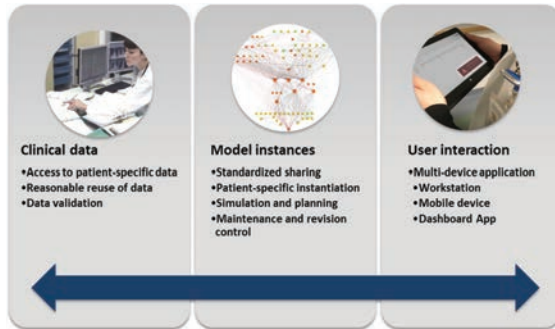 Clinical data
•Access to patient-specific data
•Reasonable reuse of data
•Data validation
Model instances
•Standardized sharing
•Patient-specific instantiation
•Simulation and planning
•Maintenance and revision
control
User interaction
•Multi-device application
•Workstation
•Mobile device
•Dashboard App